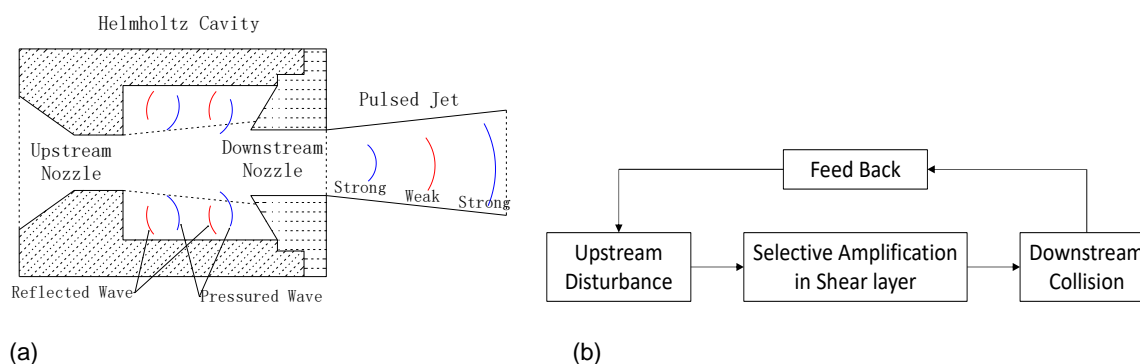 Helmholtz Cavity
Pulsed Jet
Upstream
Nozzle
Downstream
Nozzle
Strong
Weak
Strong
Reflected Wave
Pressured Wave
(a)
Feed Back
Upstream
Disturbance
Selective Amplification
in Shear layer
Downstream
Collision
(b)